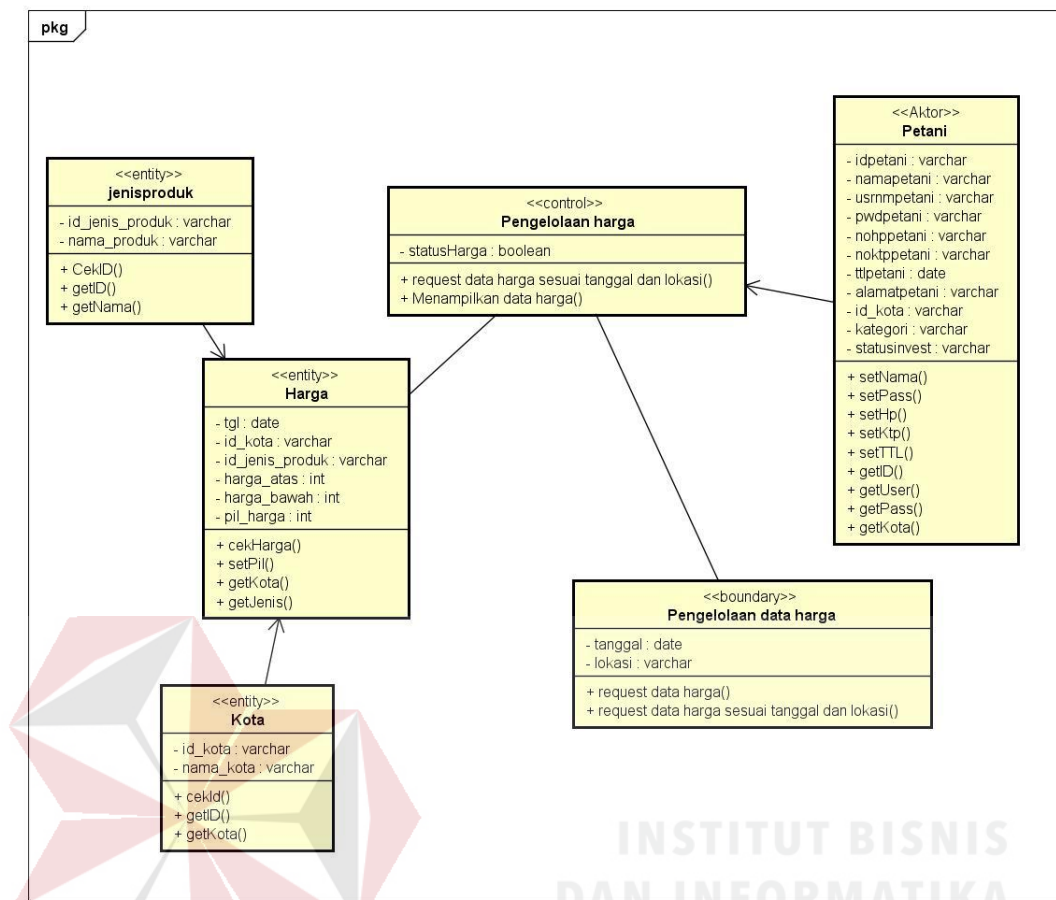 pkg
<<entity>>
jenisproduk
- id_jenis_produk : varchar
- nama_produk : varchar
+ CekID()
+ getID()
+ getNama()
<<control>>
Pengelolaan harga
- statusHarga : boolean
+ request data harga sesuai tanggal dan lokasi()
+ Menampilkan data harga()
<<Aktor>>
Petani
- idpetani : varchar
- namapetani : varchar
- usrnmpetani : varchar
- pwdpetani : varchar
- nohppetani : varchar
- noktppetani : varchar
- ttlpetani : date
- alamatpetani : varchar
- id_kota : varchar
- kategori : varchar
- statusinvest : varchar
+ setNama()
+ setPass()
+ setHp()
+ setKtp()
+ setTTL()
+ getID()
+ getUser()
+ getPass()
+ getKota()
<<entity>>
Harga
- tgl : date
- id_kota : varchar
- id_jenis_produk : varchar
- harga_atas : int
- harga_bawah : int
- pil_harga : int
+ cekHarga()
+ setPil()
+ getKota()
+ getJenis()
<<boundary>>
Pengelolaan data harga
- tanggal : date
- lokasi : varchar
+ request data harga()
+ request data harga sesuai tanggal dan lokasi()
<<entity>>
Kota
- id_kota : varchar
- nama_kota : varchar
+ cekId()
+ getID()
+ getKota()
INSTITUT BISNIS
DAN INFORMATIKA